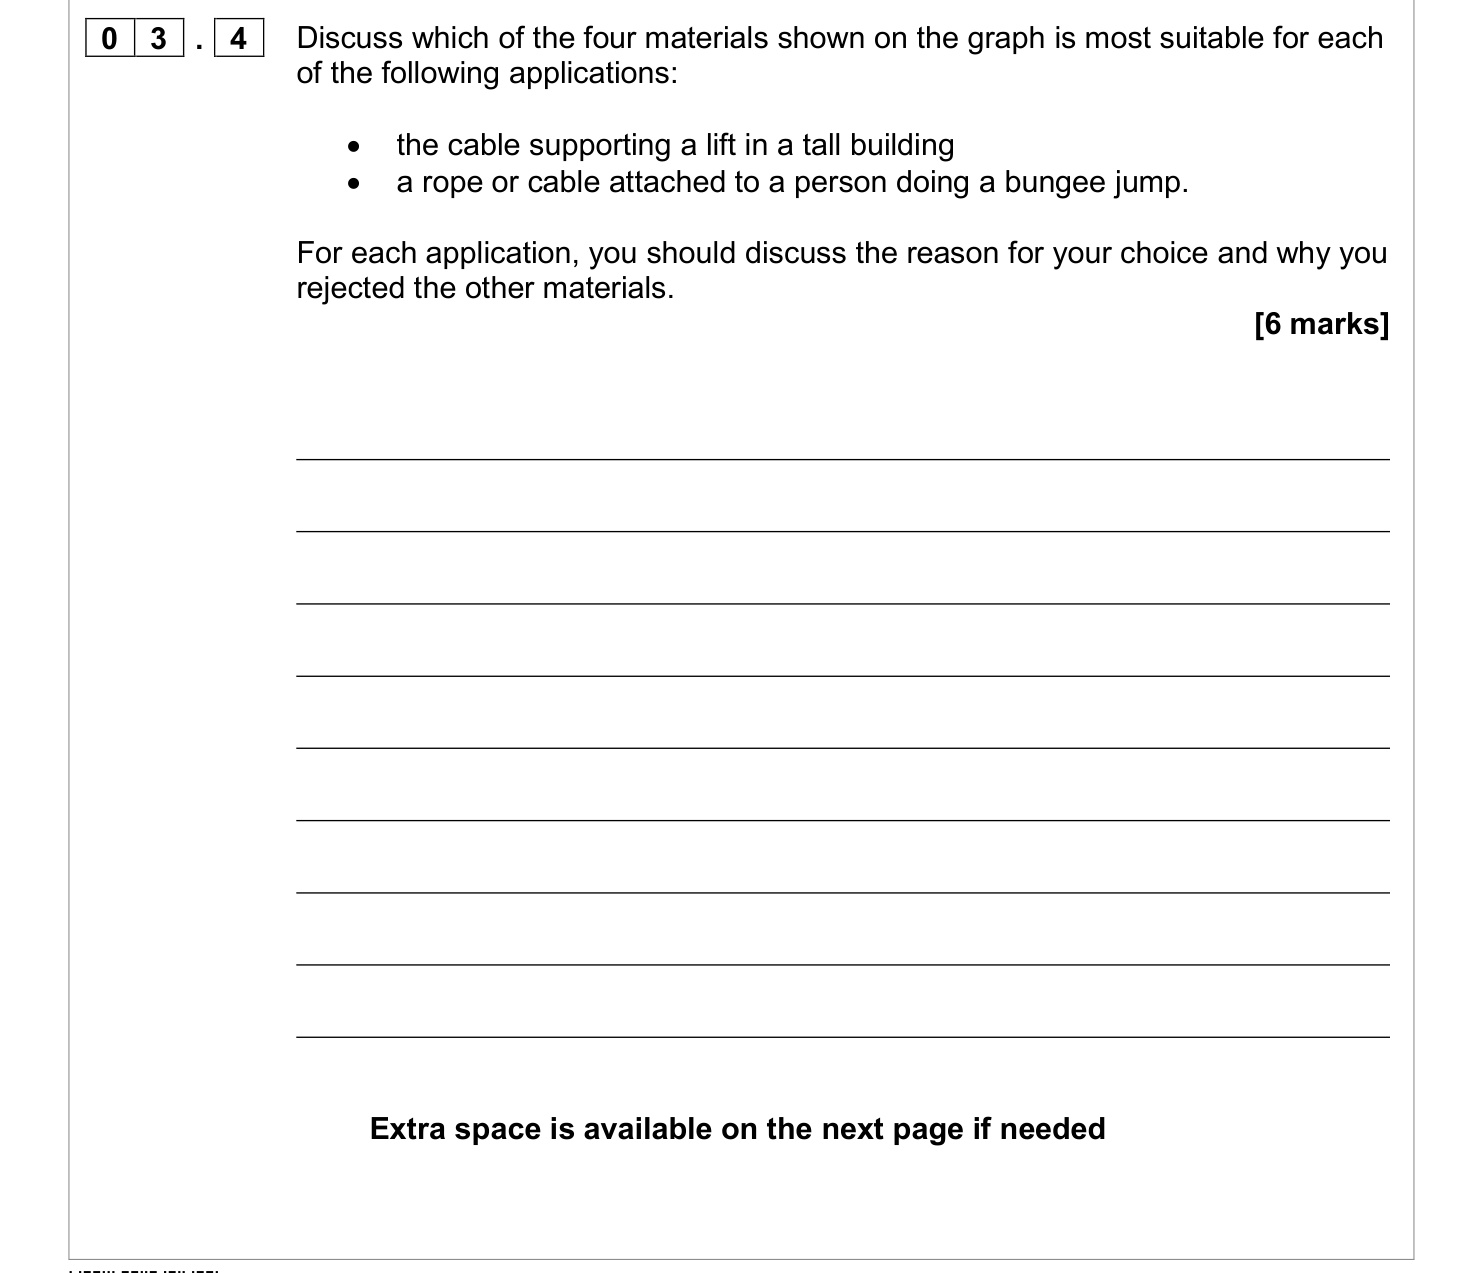 0 3 . 4 Discuss which of the four materials shown on the graph is most suitable for each
of the following applications:
• the cable supporting a lift in a tall building
• a rope or cable attached to a person doing a bungee jump.
For each application, you should discuss the reason for your choice and why you
rejected the other materials.
[6 marks]
Extra space is available on the next page if needed